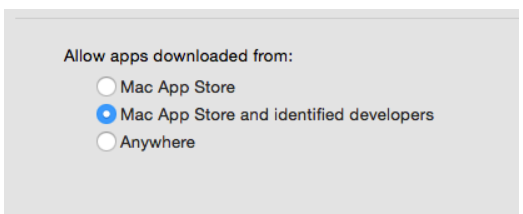 Allow apps downloaded from:
Mac App Store
Mac App Store and identified developers
Anywhere